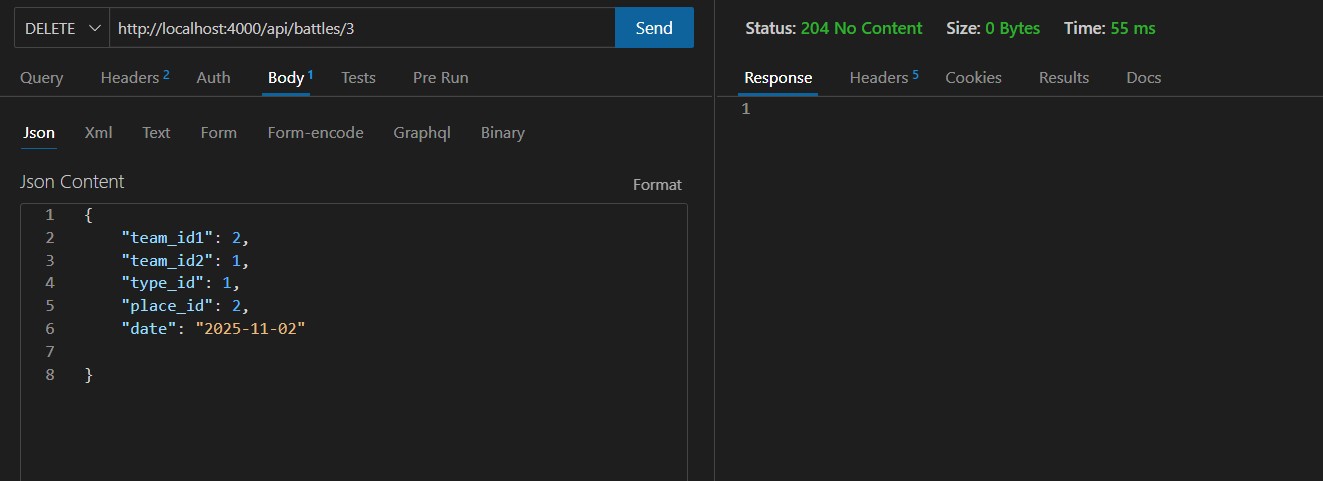 DELETE http://localhost:4000/api/battles/3 Send
Query Headers 2 Auth Body 1 Tests Pre Run
Json Xml Text Form Form-encode Graphql Binary
Json Content Format
1 {
2 "team_id1": 2,
3 "team_id2": 1,
4 "type_id": 1,
5 "place_id": 2,
6 "date": "2025-11-02"
7
8 }
Status: 204 No Content Size: 0 Bytes Time: 55 ms
Response Headers 5 Cookies Results Docs
1